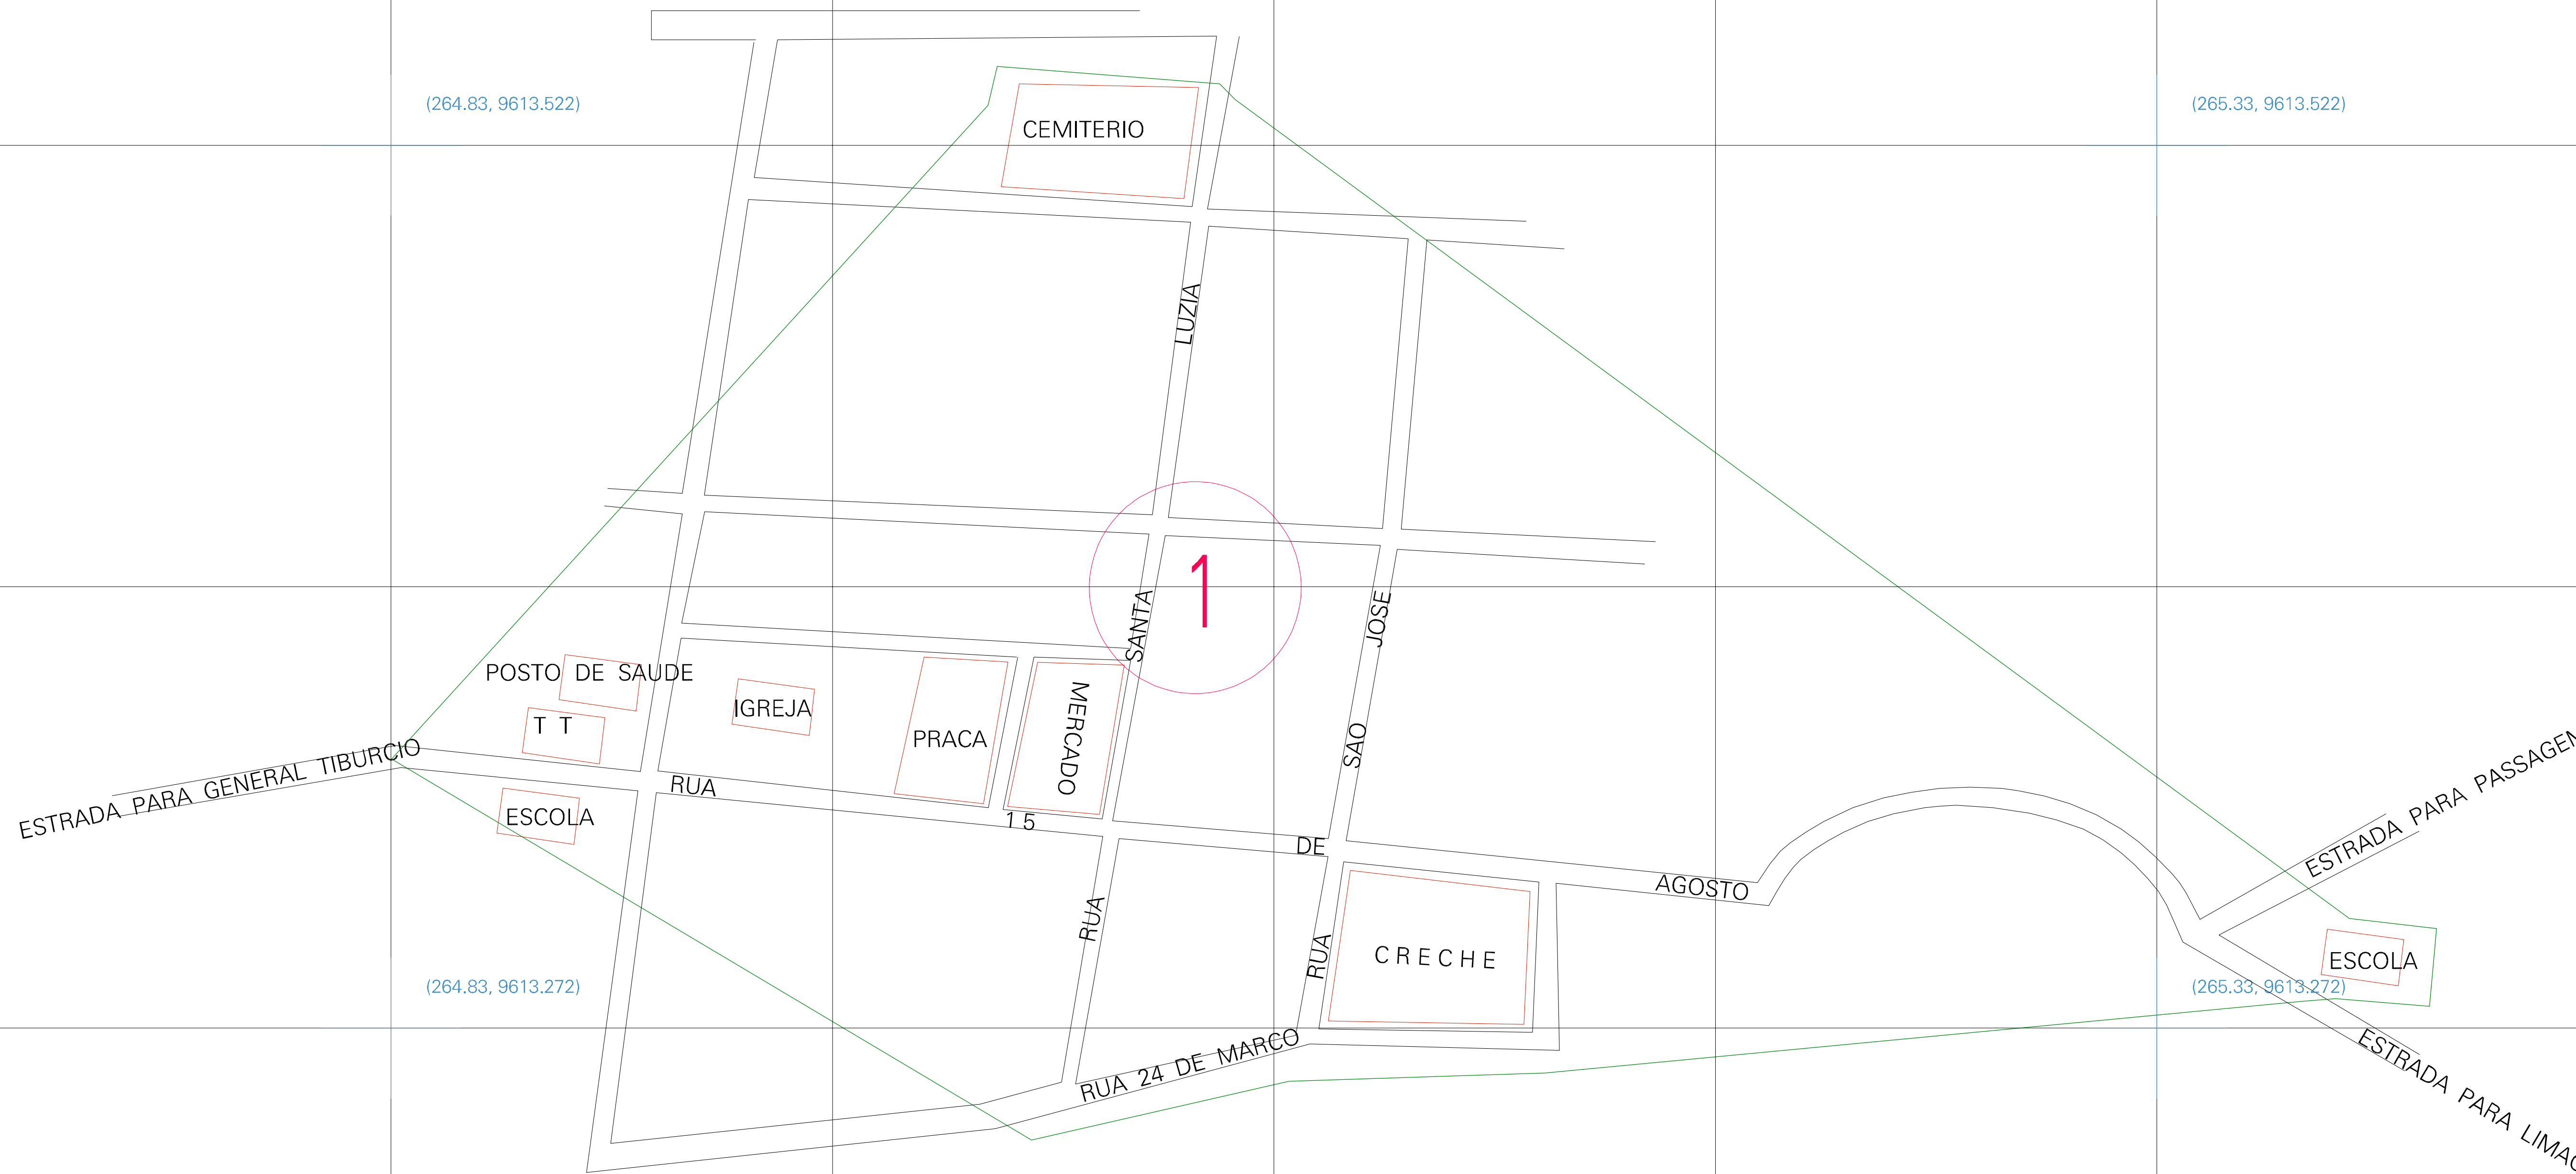 (264.83, 9613.522)
(265.33, 9613.522)
CEMITERIO
LUZIA
1
SANTA
JOSE
POSTO DE SAUDE
T T
IGREJA
PRACA
MERCADO
SAO
ESTRADA PARA GENERAL TIBURCIO
RUA
15
DE
AGOSTO
ESCOLA
ESTRADA PARA PASSAGEM
RUA
RUA
CRECHE
ESCOLA
(264.83, 9613.272)
(265.33, 9613.272)
RUA 24 DE MARCO
ESTRADA PARA